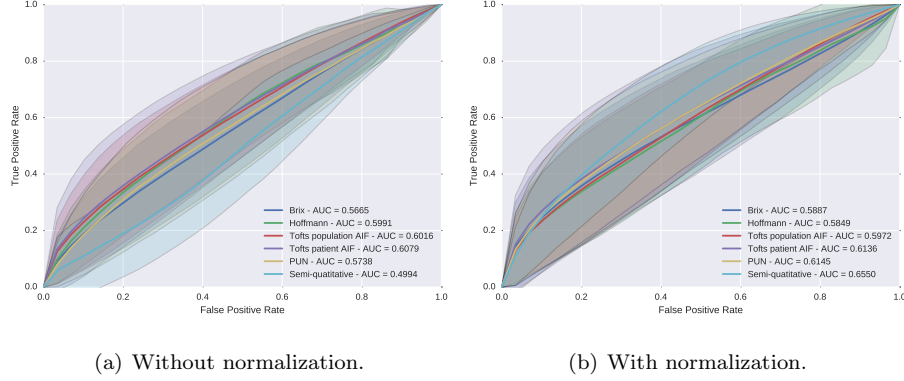 1.0
0.8
0.6
0.4
0.2
0.0
True Positive Rate
0.0 0.2 0.4 0.6 0.8 1.0
False Positive Rate
Brix - AUC = 0.5665
Hoffmann - AUC = 0.5991
Tofts population AIF - AUC = 0.6016
Tofts patient AIF - AUC = 0.6079
PUN - AUC = 0.5738
Semi-quatitative - AUC = 0.4994
(a) Without normalization.
1.0
0.8
0.6
0.4
0.2
0.0
True Positive Rate
0.0 0.2 0.4 0.6 0.8 1.0
False Positive Rate
Brix - AUC = 0.5887
Hoffmann - AUC = 0.5849
Tofts population AIF - AUC = 0.5972
Tofts patient AIF - AUC = 0.6136
PUN - AUC = 0.6145
Semi-quatitative - AUC = 0.6550
(b) With normalization.